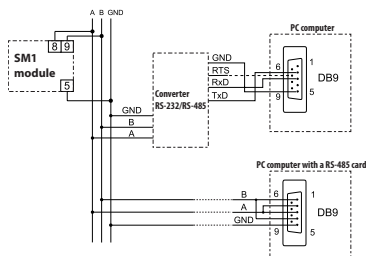 A B GND
PC computer
8 9
SM1
module
5
GND
RTS
RxD
TxD
6
1
DB9
9
5
Converter
RS-232/RS-485
GND
B
A
PC computer with a RS-485 card
B
A
GND
6
1
DB9
9
5